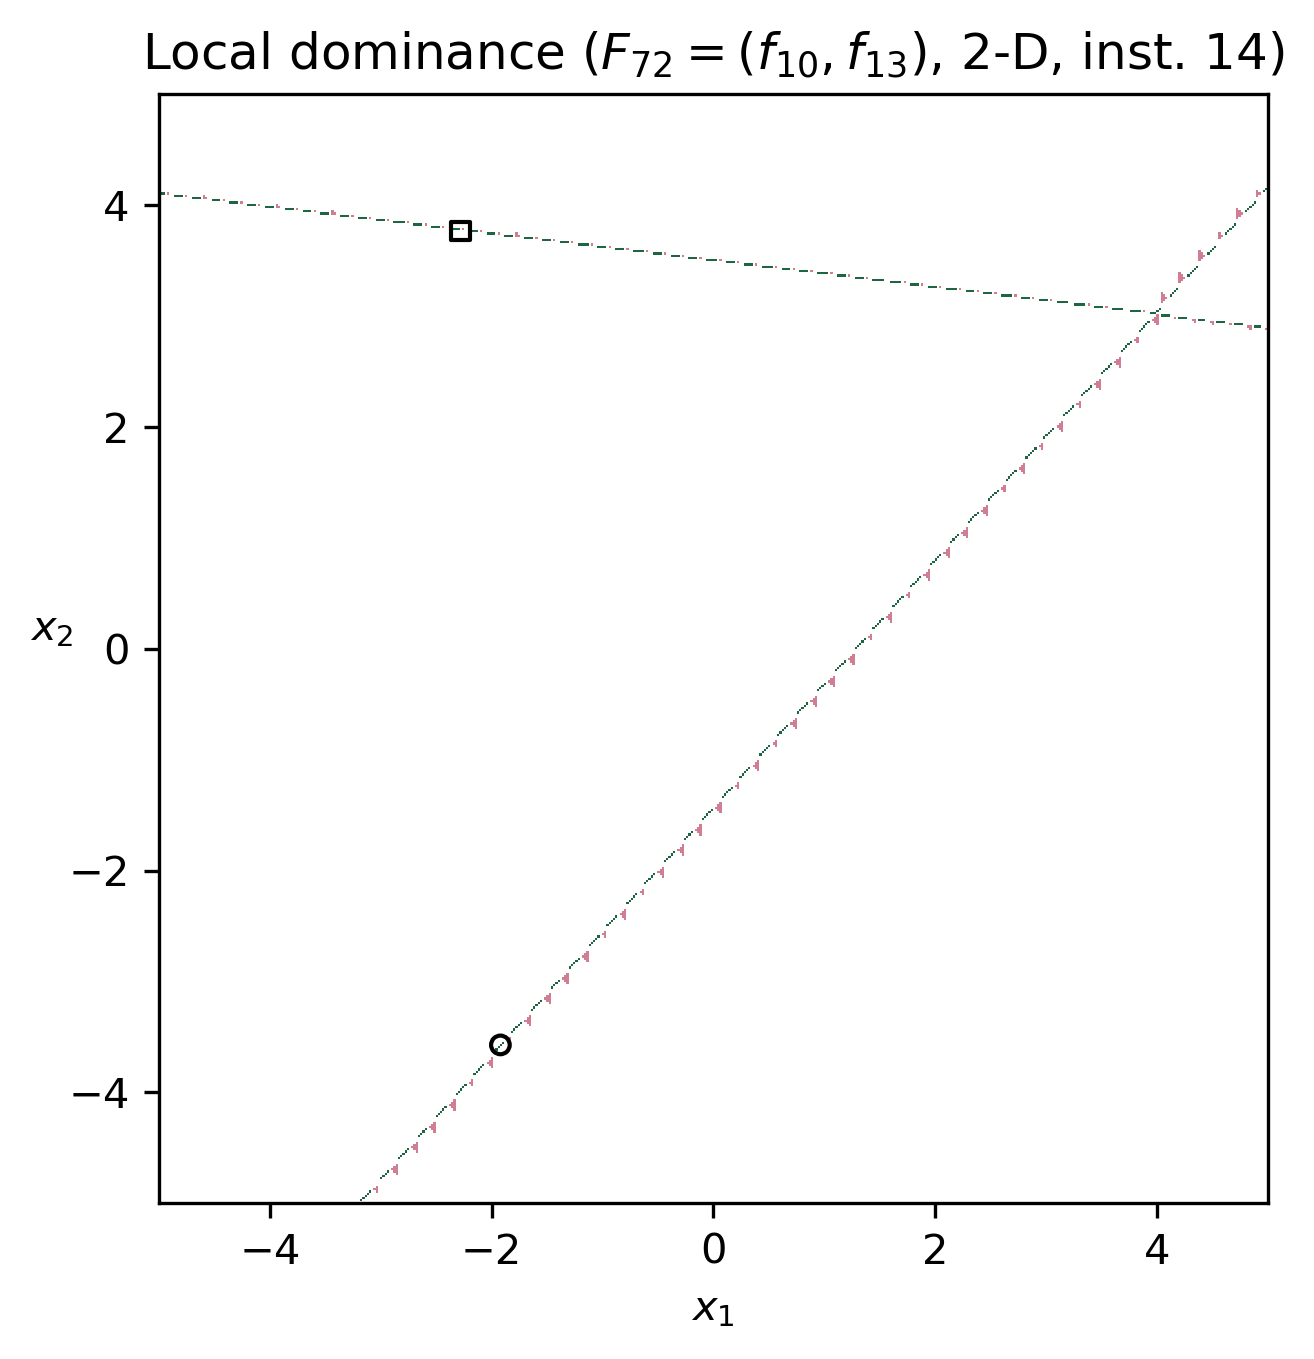 Local dominance (F₇₂ = (f₁₀, f₁₃), 2-D, inst. 14)
4
2
x₂ 0
−2
−4
−4 −2 0 2 4
x₁